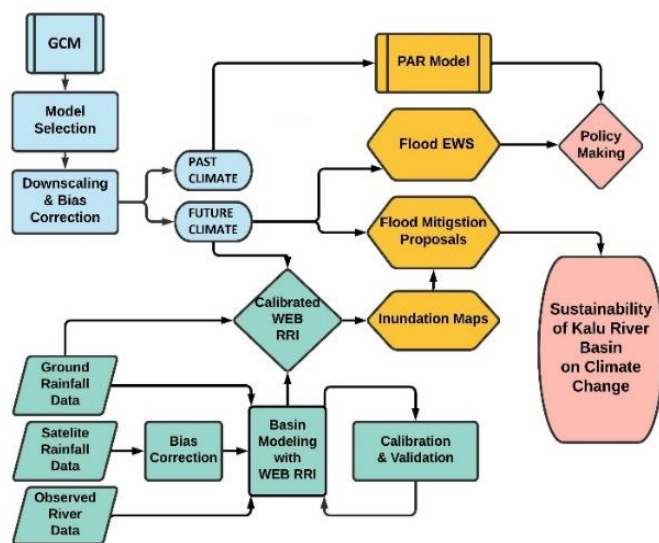 GCM
PAR Model
Model
Selection
Flood EWS
Policy
Making
PAST
CLIMATE
Downscaling
& Bias
Correction
FUTURE
CLIMATE
Flood Mitigstion
Proposals
Calibrated
WEB
RRI
Inundation Maps
Sustainability
of Kalu River
Basin
on Climate
Change
Ground
Rainfall
Data
Satelite
Rainfall
Data
Bias
Correction
Basin
Modeling
with
WEB RRI
Calibration
& Validation
Observed
River
Data